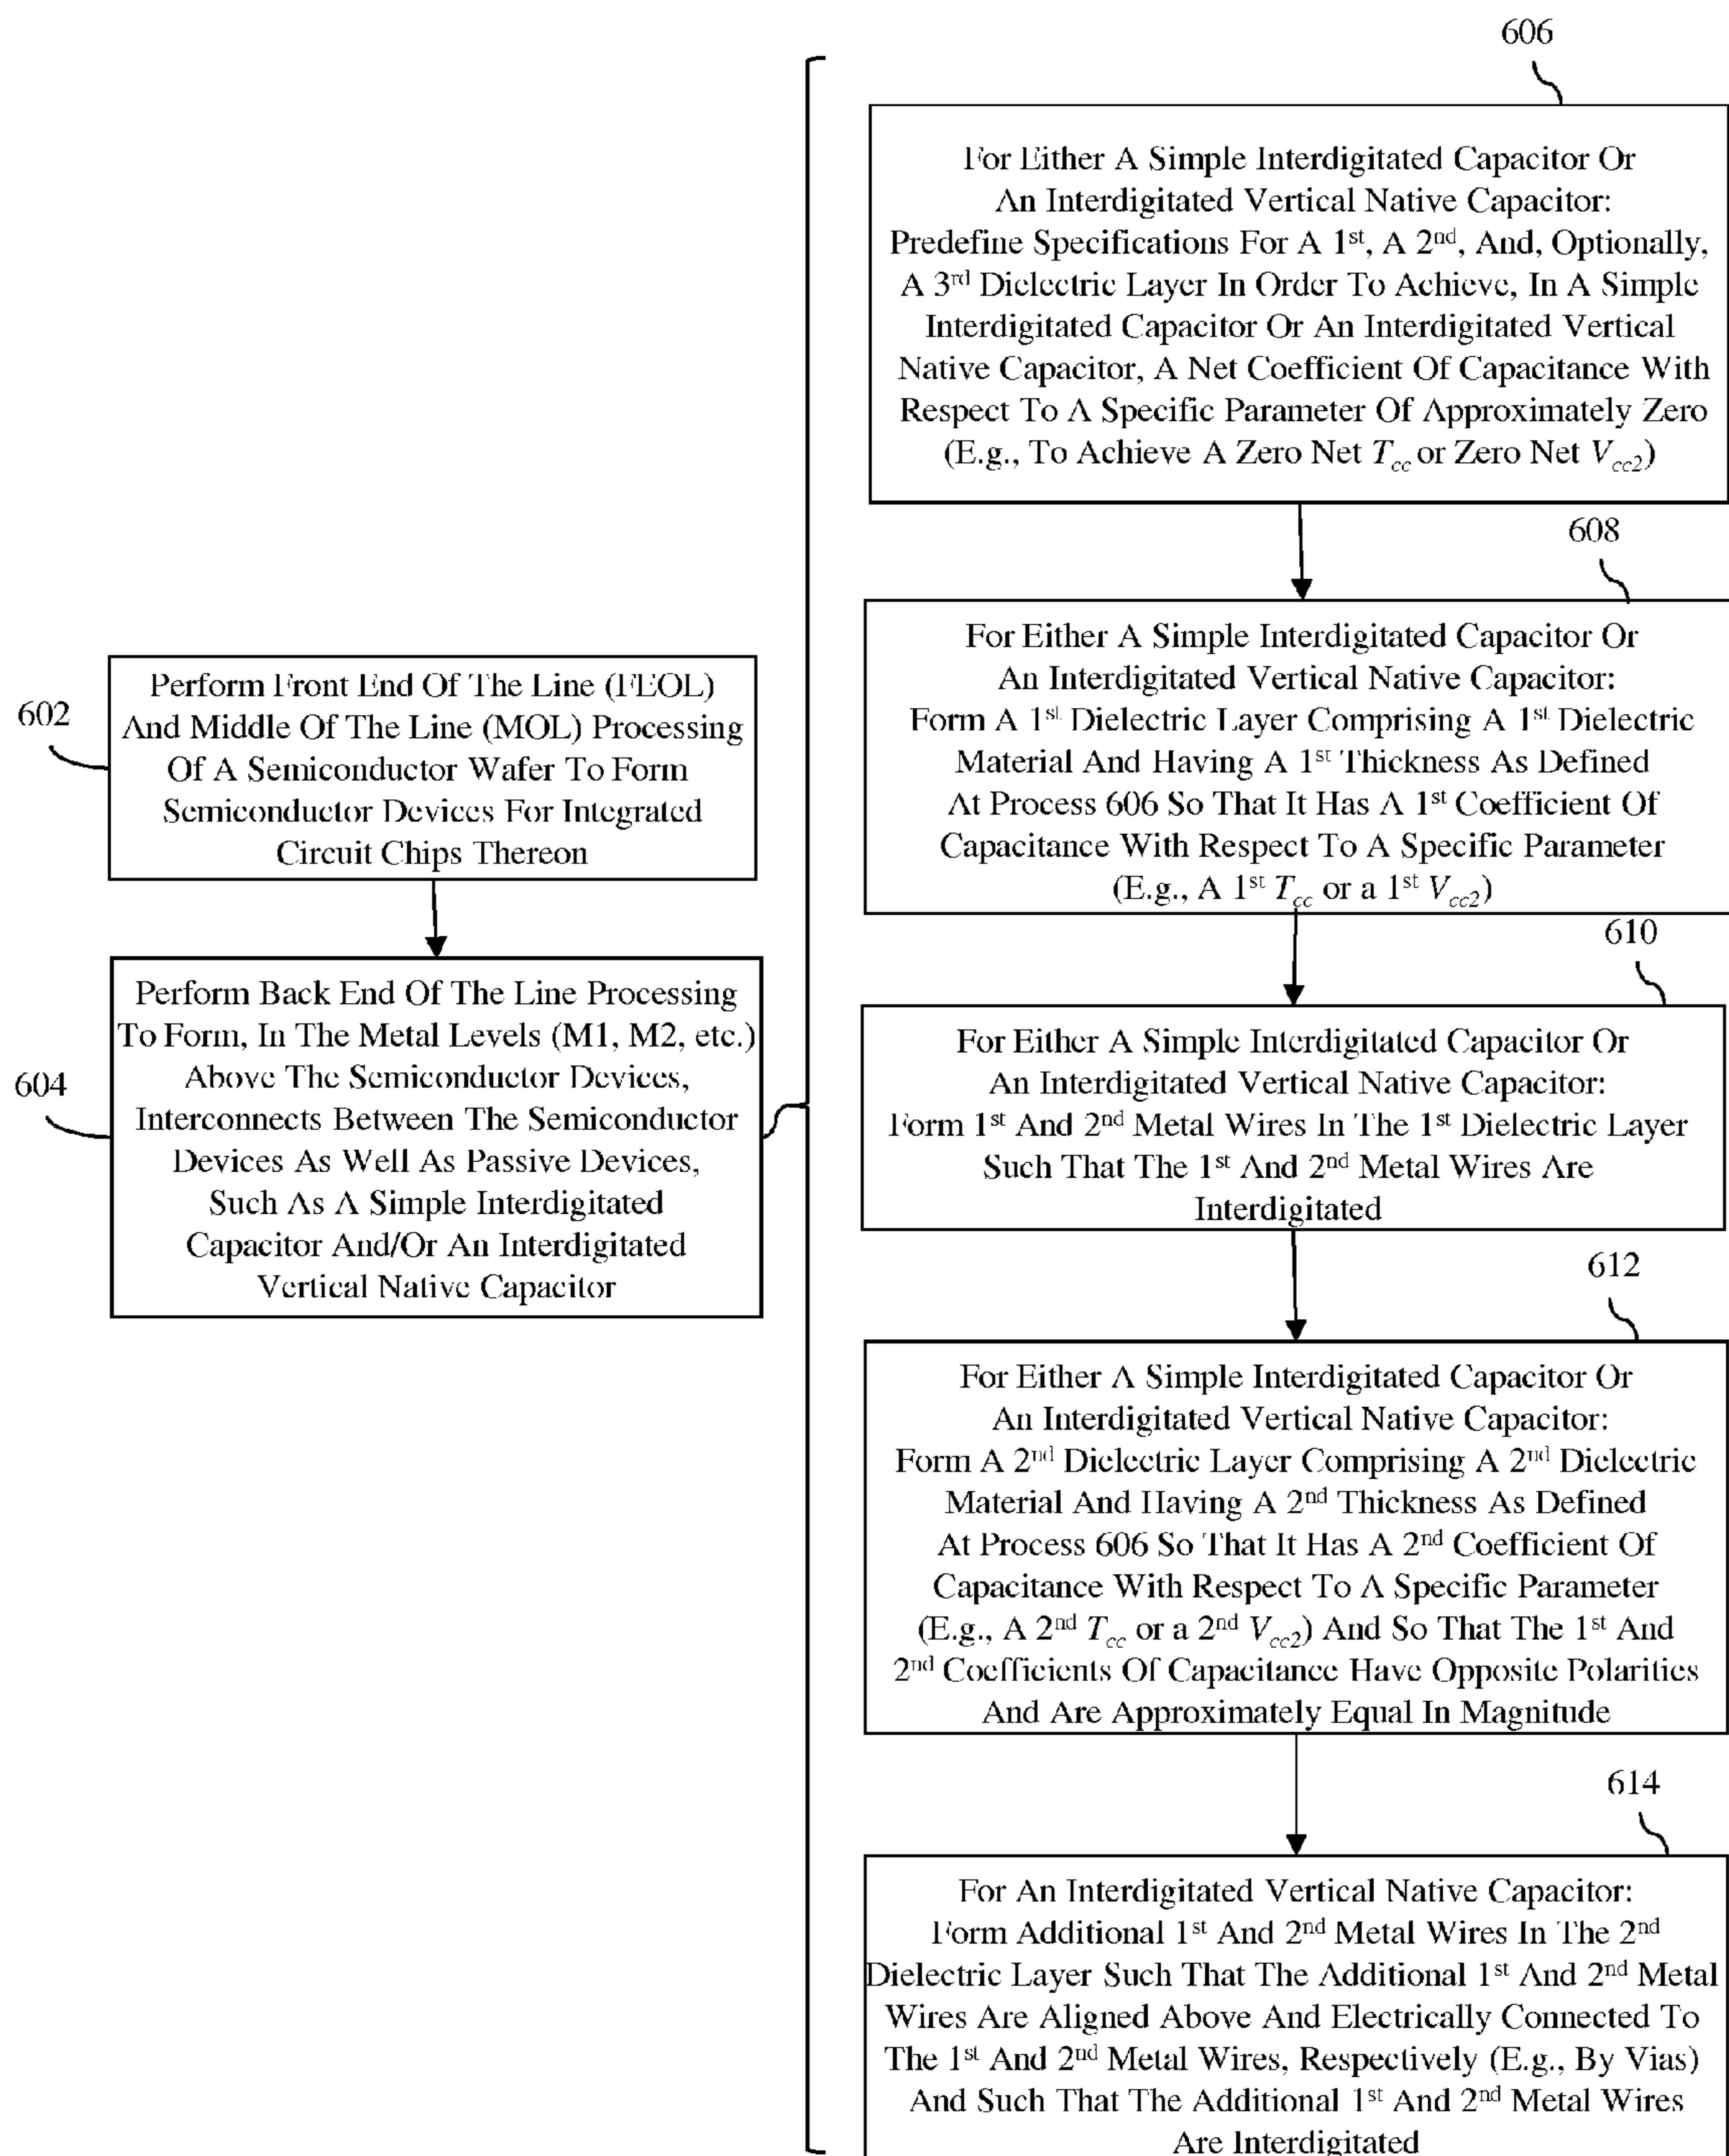 602
Perform Front End Of The Line (FEOL)
And Middle Of The Line (MOL) Processing
Of A Semiconductor Wafer To Form
Semiconductor Devices For Integrated
Circuit Chips Thereon
604
Perform Back End Of The Line Processing
To Form, In The Metal Levels (M1, M2, etc.)
Above The Semiconductor Devices,
Interconnects Between The Semiconductor
Devices As Well As Passive Devices,
Such As A Simple Interdigitated
Capacitor And/Or An Interdigitated
Vertical Native Capacitor
606
For Either A Simple Interdigitated Capacitor Or
An Interdigitated Vertical Native Capacitor:
Predefine Specifications For A 1st, A 2nd, And, Optionally,
A 3rd Dielectric Layer In Order To Achieve, In A Simple
Interdigitated Capacitor Or An Interdigitated Vertical
Native Capacitor, A Net Coefficient Of Capacitance With
Respect To A Specific Parameter Of Approximately Zero
(E.g., To Achieve A Zero Net Tcc or Zero Net Vcc2)
608
For Either A Simple Interdigitated Capacitor Or
An Interdigitated Vertical Native Capacitor:
Form A 1st Dielectric Layer Comprising A 1st Dielectric
Material And Having A 1st Thickness As Defined
At Process 606 So That It Has A 1st Coefficient Of
Capacitance With Respect To A Specific Parameter
(E.g., A 1st Tcc or a 1st Vcc2)
610
For Either A Simple Interdigitated Capacitor Or
An Interdigitated Vertical Native Capacitor:
Form 1st And 2nd Metal Wires In The 1st Dielectric Layer
Such That The 1st And 2nd Metal Wires Are
Interdigitated
612
For Either A Simple Interdigitated Capacitor Or
An Interdigitated Vertical Native Capacitor:
Form A 2nd Dielectric Layer Comprising A 2nd Dielectric
Material And Having A 2nd Thickness As Defined
At Process 606 So That It Has A 2nd Coefficient Of
Capacitance With Respect To A Specific Parameter
(E.g., A 2nd Tcc or a 2nd Vcc2) And So That The 1st And
2nd Coefficients Of Capacitance Have Opposite Polarities
And Are Approximately Equal In Magnitude
614
For An Interdigitated Vertical Native Capacitor:
Form Additional 1st And 2nd Metal Wires In The 2nd
Dielectric Layer Such That The Additional 1st And 2nd Metal
Wires Are Aligned Above And Electrically Connected To
The 1st And 2nd Metal Wires, Respectively (E.g., By Vias)
And Such That The Additional 1st And 2nd Metal Wires
Are Interdigitated